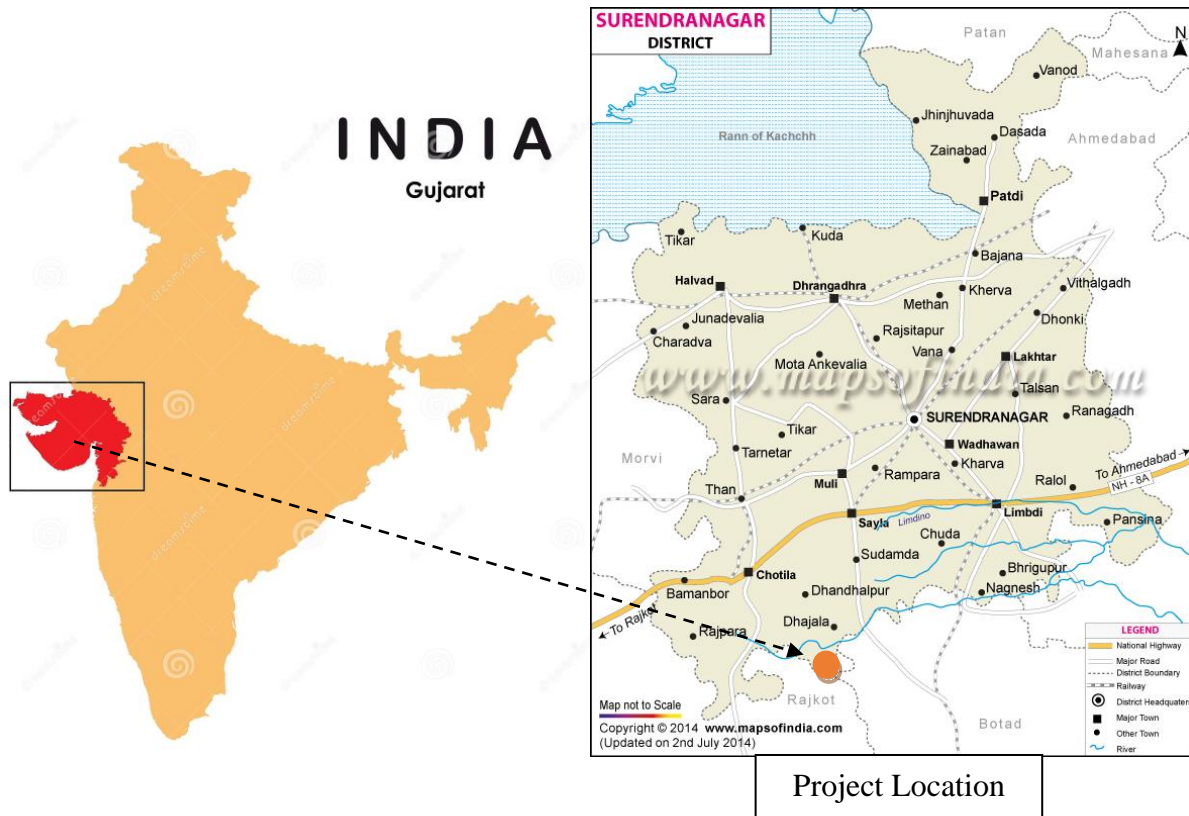 INDIA
Gujarat
dreamstime
SURENDRANAGAR
DISTRICT
N
Patan
Mahesana
Vanod
Jhinjhuvada
Dasada
Rann of Kachchh
Zainabad
Ahmedabad
Patdi
Tikar
Kuda
Bajana
Halvad
Dhrangadhra
Kherva
Vithalgadh
Methan
Junadevalia
Dhonki
Charadva
Rajsitapur
Vana
Mota Ankevalia
Lakhtar
www.mapsofindia.com
Talsan
Sara
Ranagadh
SURENDRANAGAR
Tikar
Wadhawan
Tarnetar
Morvi
Kharva
To Ahmedabad
Rampara
Muli
NH - 8A
Ralol
Than
Limbdi
Sayla
Limdino
Pansina
Chuda
Sudamda
Bhrigupur
Chotila
Nagnesh
Bamanbor
Dhandhalpur
To Rajkot
Rajpara
Dhajala
LEGEND
National Highway
Major Road
District Boundary
Railway
District Headquaters
Major Town
Other Town
River
Rajkot
Botad
Map not to Scale
Copyright © 2014 www.mapsofindia.com
(Updated on 2nd July 2014)
Project Location